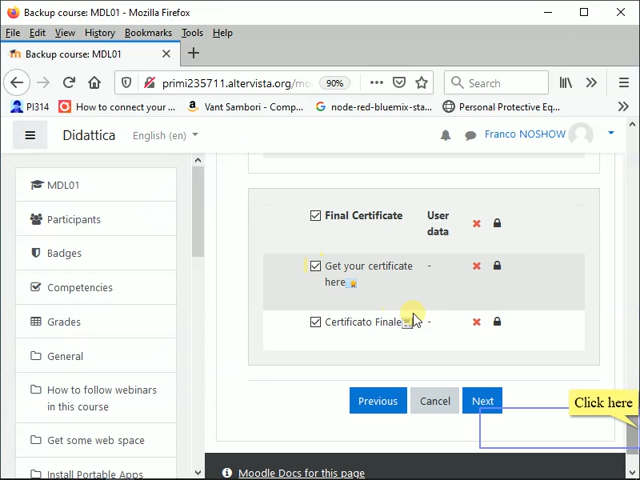 Backup course: MDL01 - Mozilla Firefox
File Edit View History Bookmarks Tools Help
Backup course: MDL01
primi235711.altervista.org/mo
90%
Search
PI314
How to connect your ...
Vant Sambori - Comp...
node-red-bluemix-sta...
Personal Protective Eq...
Didattica
English (en)
Franco NOSHOW
MDL01
Participants
Badges
Competencies
Grades
General
How to follow webinars
in this course
Get some web space
Install Portable Apps
Final Certificate
User
data
Get your certificate
here
-
Certificato Finale
-
Previous
Cancel
Next
Click here
Moodle Docs for this page